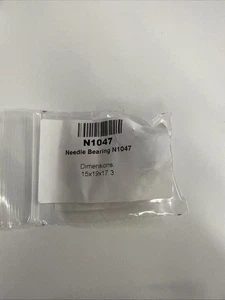 N1047
Needle Bearing N1047
Dimensions
15x19x17.3